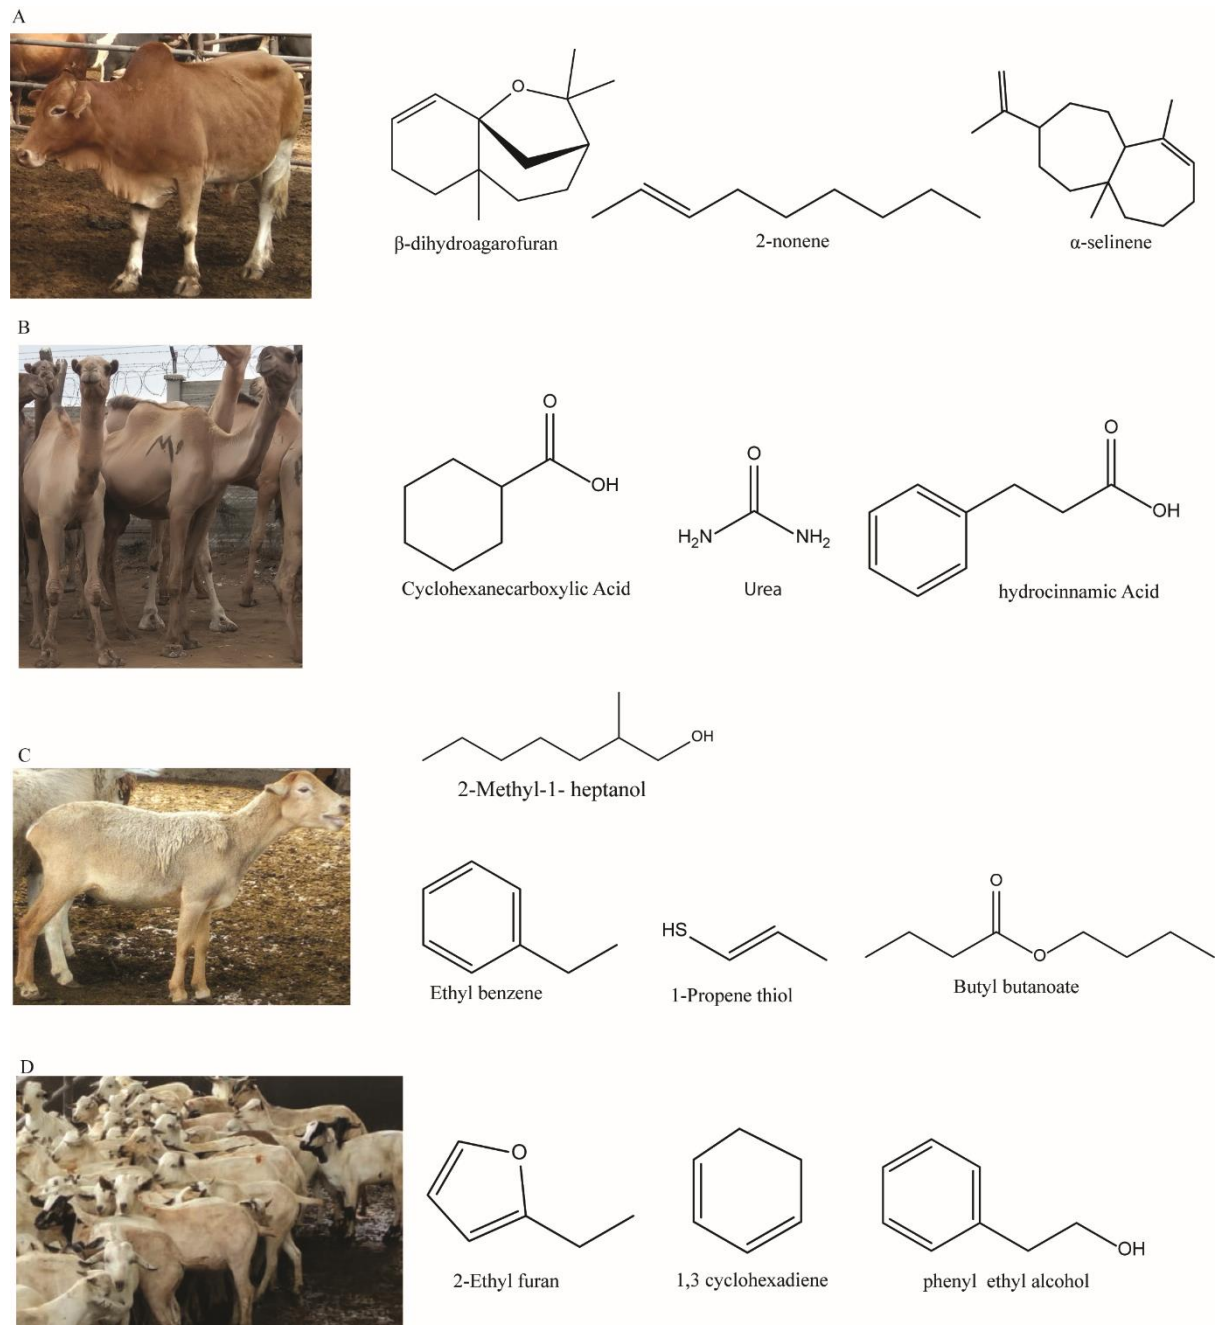 A
O
β-dihydroagarofuran
2-nonene
α-selinene
B
M
O
OH
Cyclohexanecarboxylic Acid
O
H₂N
NH₂
Urea
O
OH
hydrocinnamic Acid
OH
2-Methyl-1- heptanol
C
Ethyl benzene
HS
1-Propene thiol
O
O
Butyl butanoate
D
O
2-Ethyl furan
1,3 cyclohexadiene
OH
phenyl ethyl alcohol